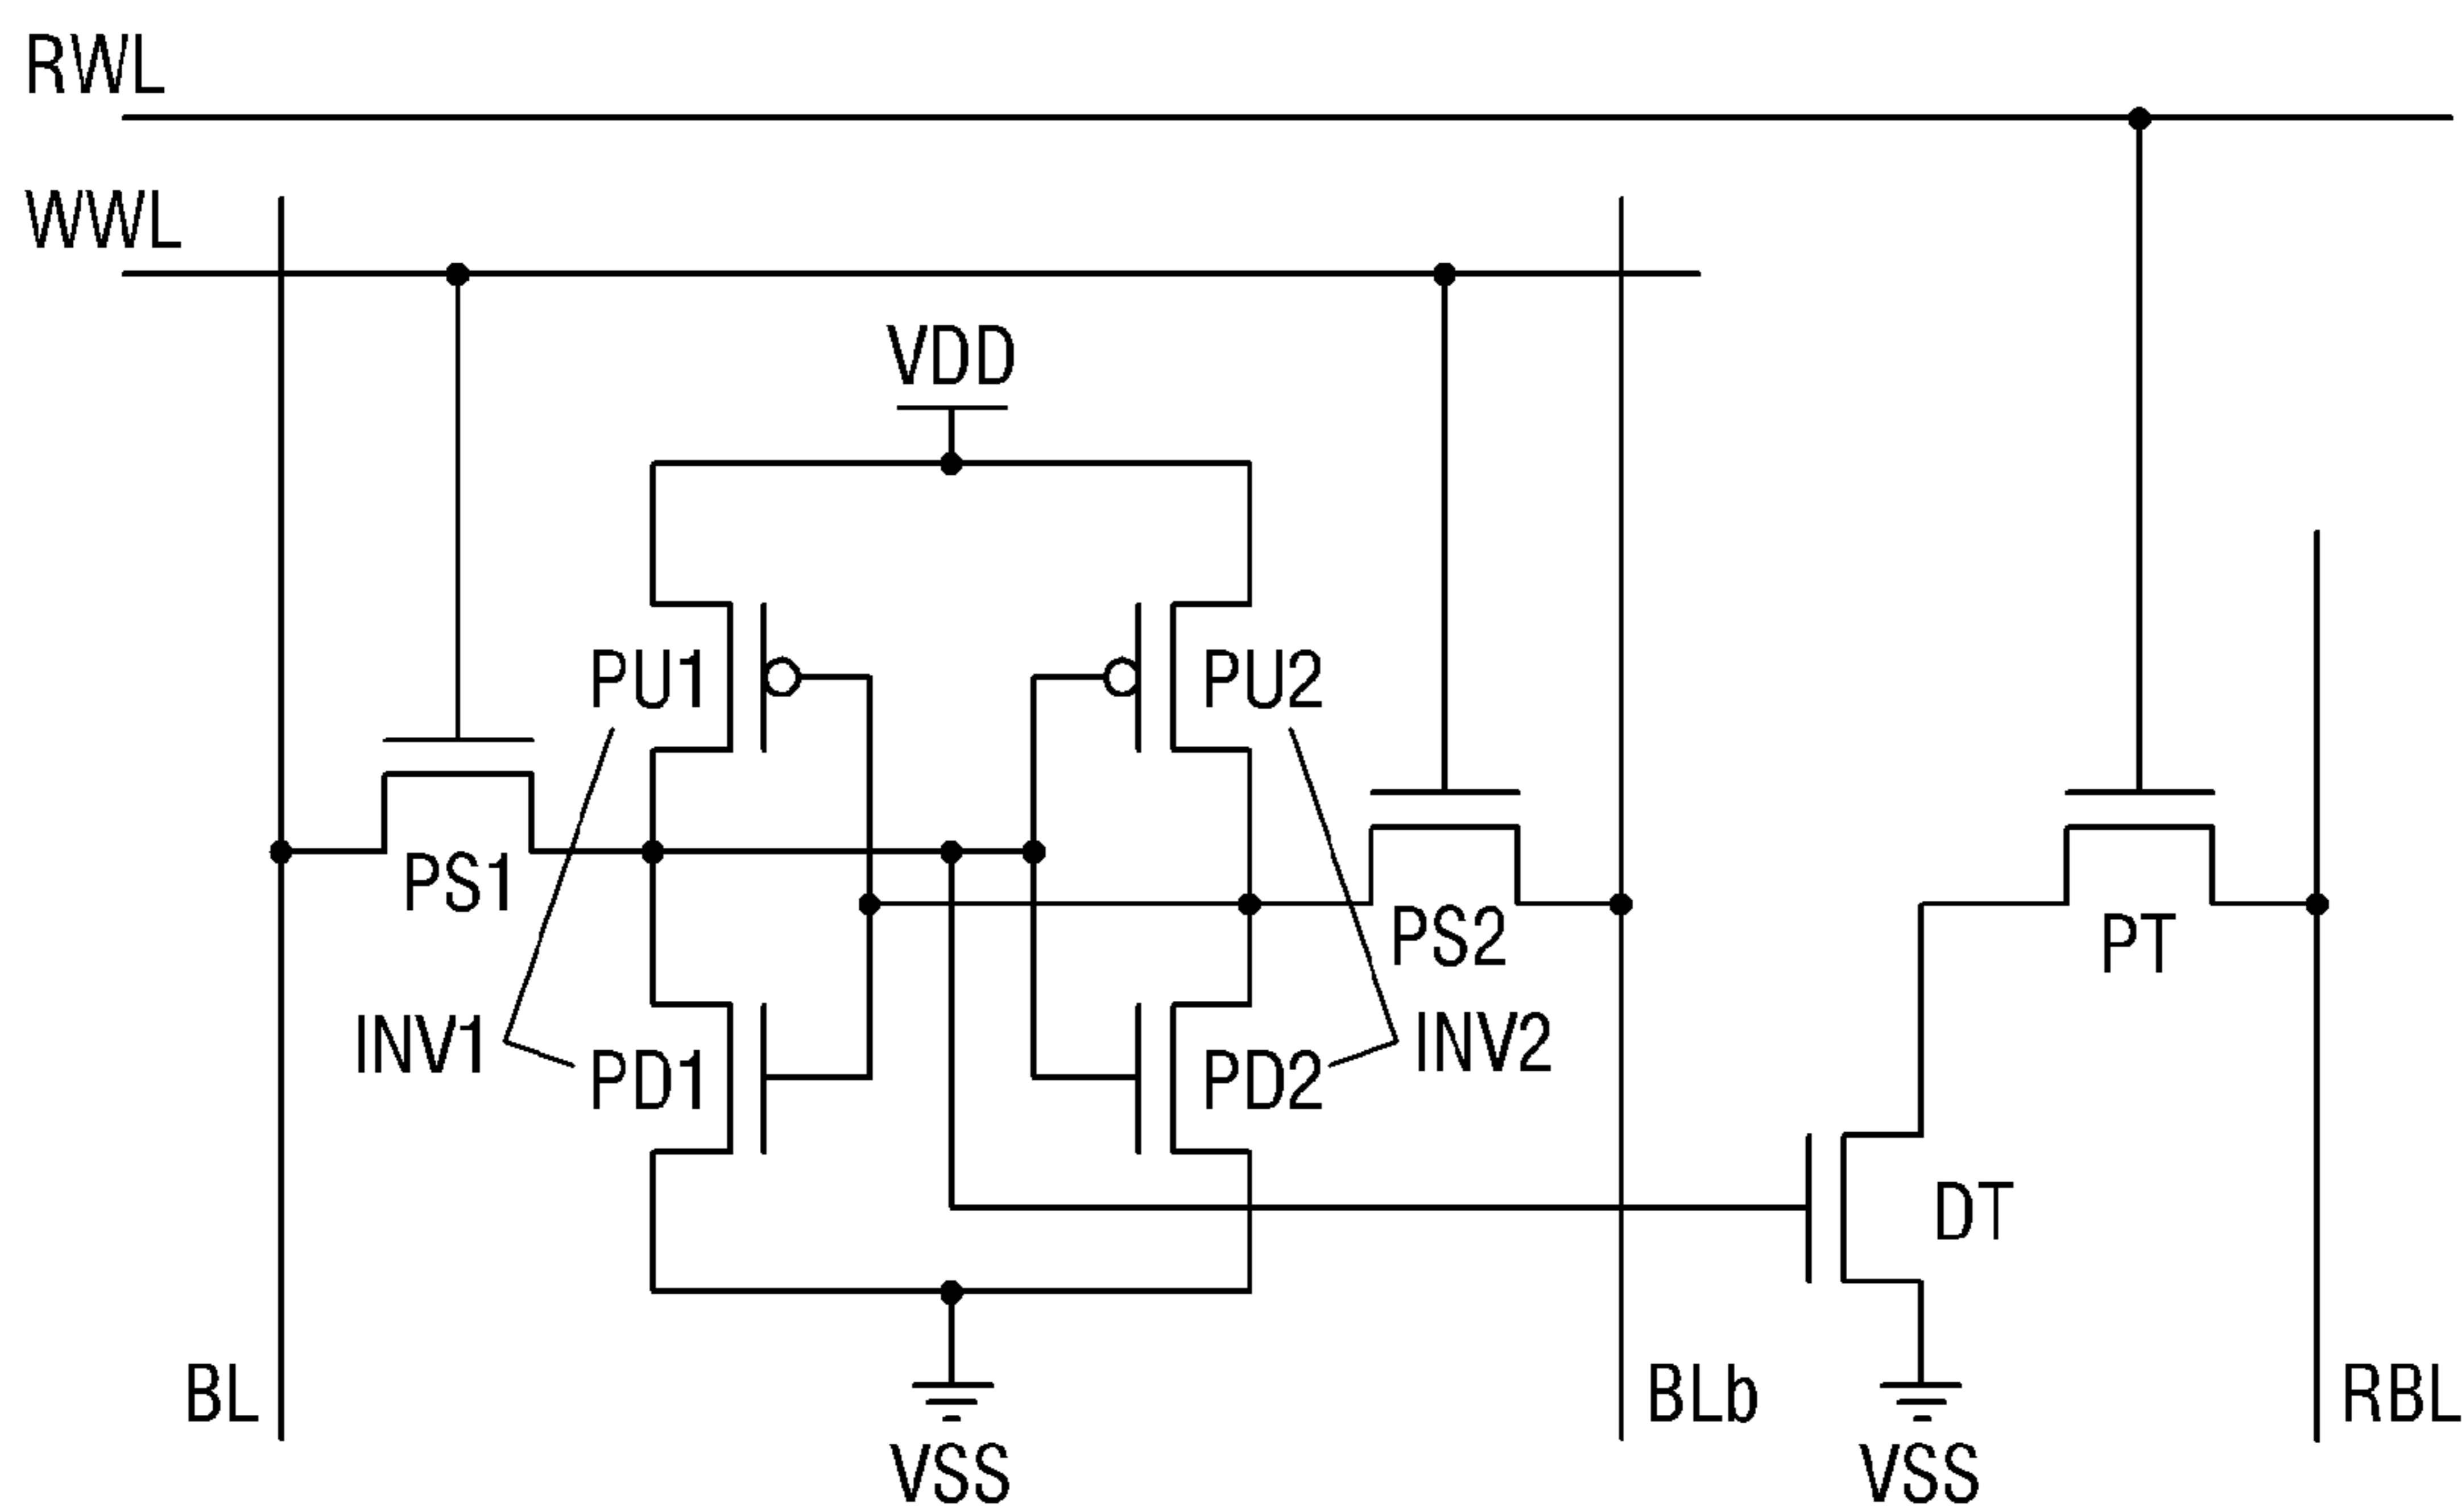 RWL
WWL
VDD
PU1
PU2
PS1
PS2
PT
INV1
PD1
PD2
INV2
DT
BL
BLb
RBL
VSS
VSS